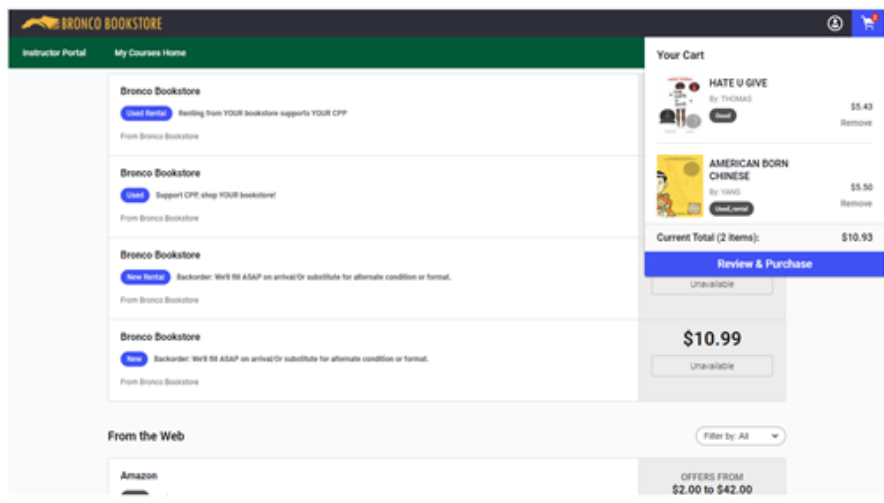 BRONCO BOOKSTORE
Instructor Portal
My Courses Home
Bronco Bookstore
Used Rental Renting from YOUR bookstore supports YOUR CPP
From Bronco Bookstore
Bronco Bookstore
Used Support CPP, shop YOUR bookstore!
From Bronco Bookstore
Bronco Bookstore
New Rental Backorder: We'll fill ASAP on arrival/Or substitute for alternate condition or format.
From Bronco Bookstore
Unavailable
Bronco Bookstore
New Backorder: We'll fill ASAP on arrival/Or substitute for alternate condition or format.
From Bronco Bookstore
$10.99
Unavailable
From the Web
Filter by: All
Amazon
OFFERS FROM
$2.00 to $42.00
Your Cart
HATE U GIVE
By: THOMAS
$5.43
Remove
AMERICAN BORN
CHINESE
By: YANG
Used_rental
$5.50
Remove
Current Total (2 items): $10.93
Review & Purchase